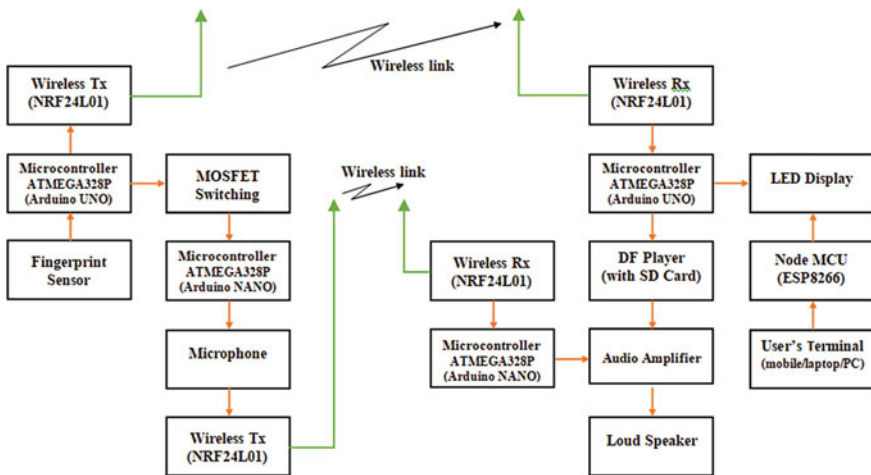 Wireless link
Wireless Tx
(NRF24L01)
Wireless Rx
(NRF24L01)
Microcontroller
ATMEGA328P
(Arduino UNO)
MOSFET
Switching
Wireless link
Microcontroller
ATMEGA328P
(Arduino UNO)
LED Display
Fingerprint
Sensor
Microcontroller
ATMEGA328P
(Arduino NANO)
Wireless Rx
(NRF24L01)
DF Player
(with SD Card)
Node MCU
(ESP8266)
Microphone
Microcontroller
ATMEGA328P
(Arduino NANO)
Audio Amplifier
User's Terminal
(mobile/laptop/PC)
Wireless Tx
(NRF24L01)
Loud Speaker